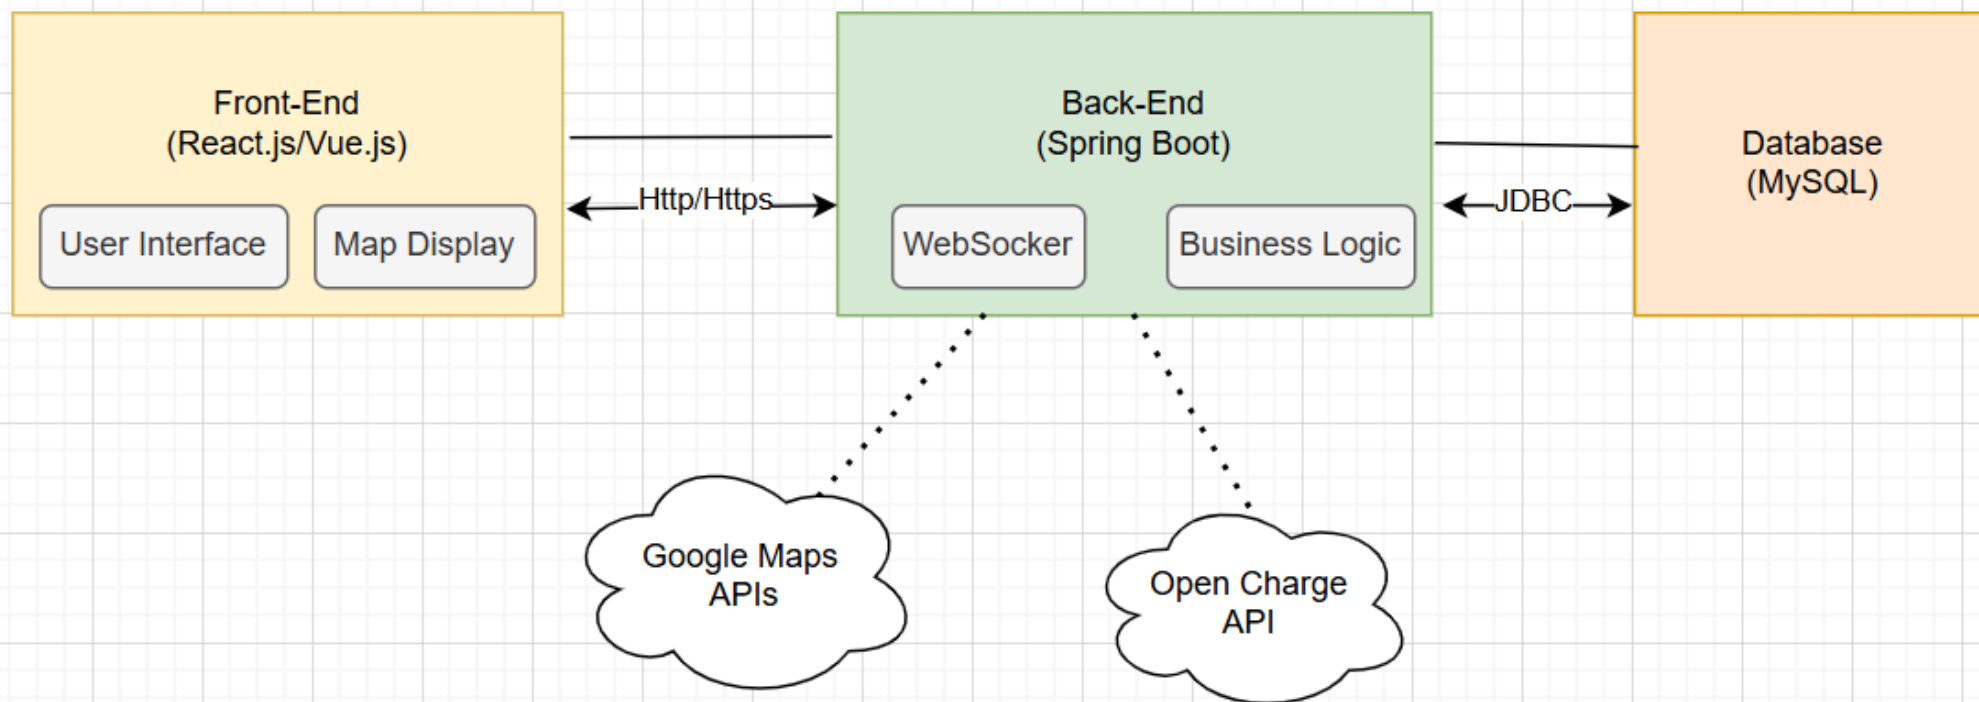 Front-End
(React.js/Vue.js)
User Interface
Map Display
Http/Https
Back-End
(Spring Boot)
WebSocker
Business Logic
JDBC
Database
(MySQL)
Google Maps
APIs
Open Charge
API